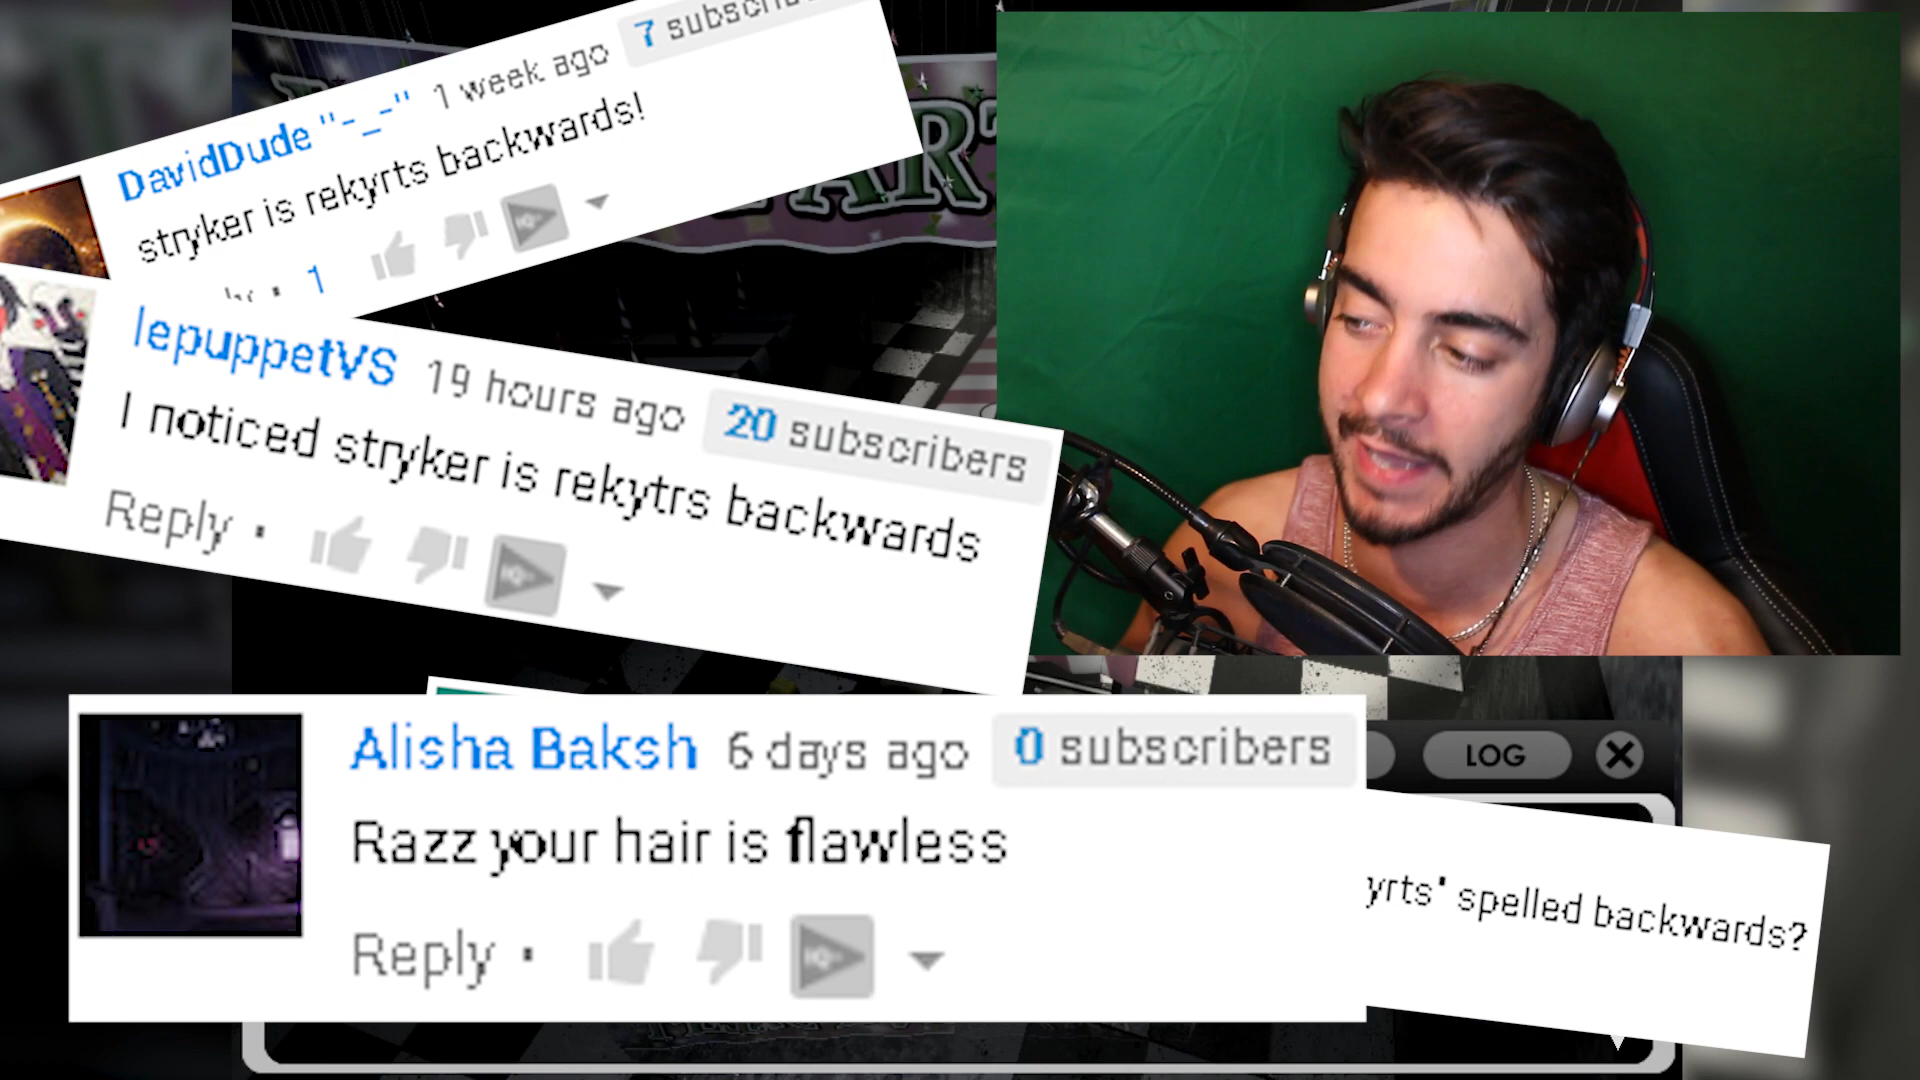 DavidDude "-_-" 1 week ago 7
stryker is rekyrts backwards!
1
lepuppetVS 19 hours ago 20 subscribers
I noticed stryker is rekytrs backwards
Reply •
Alisha Baksh 6 days ago 0 subscribers
Razz your hair is flawless
Reply •
LOG X
yrts" spelled backwards?